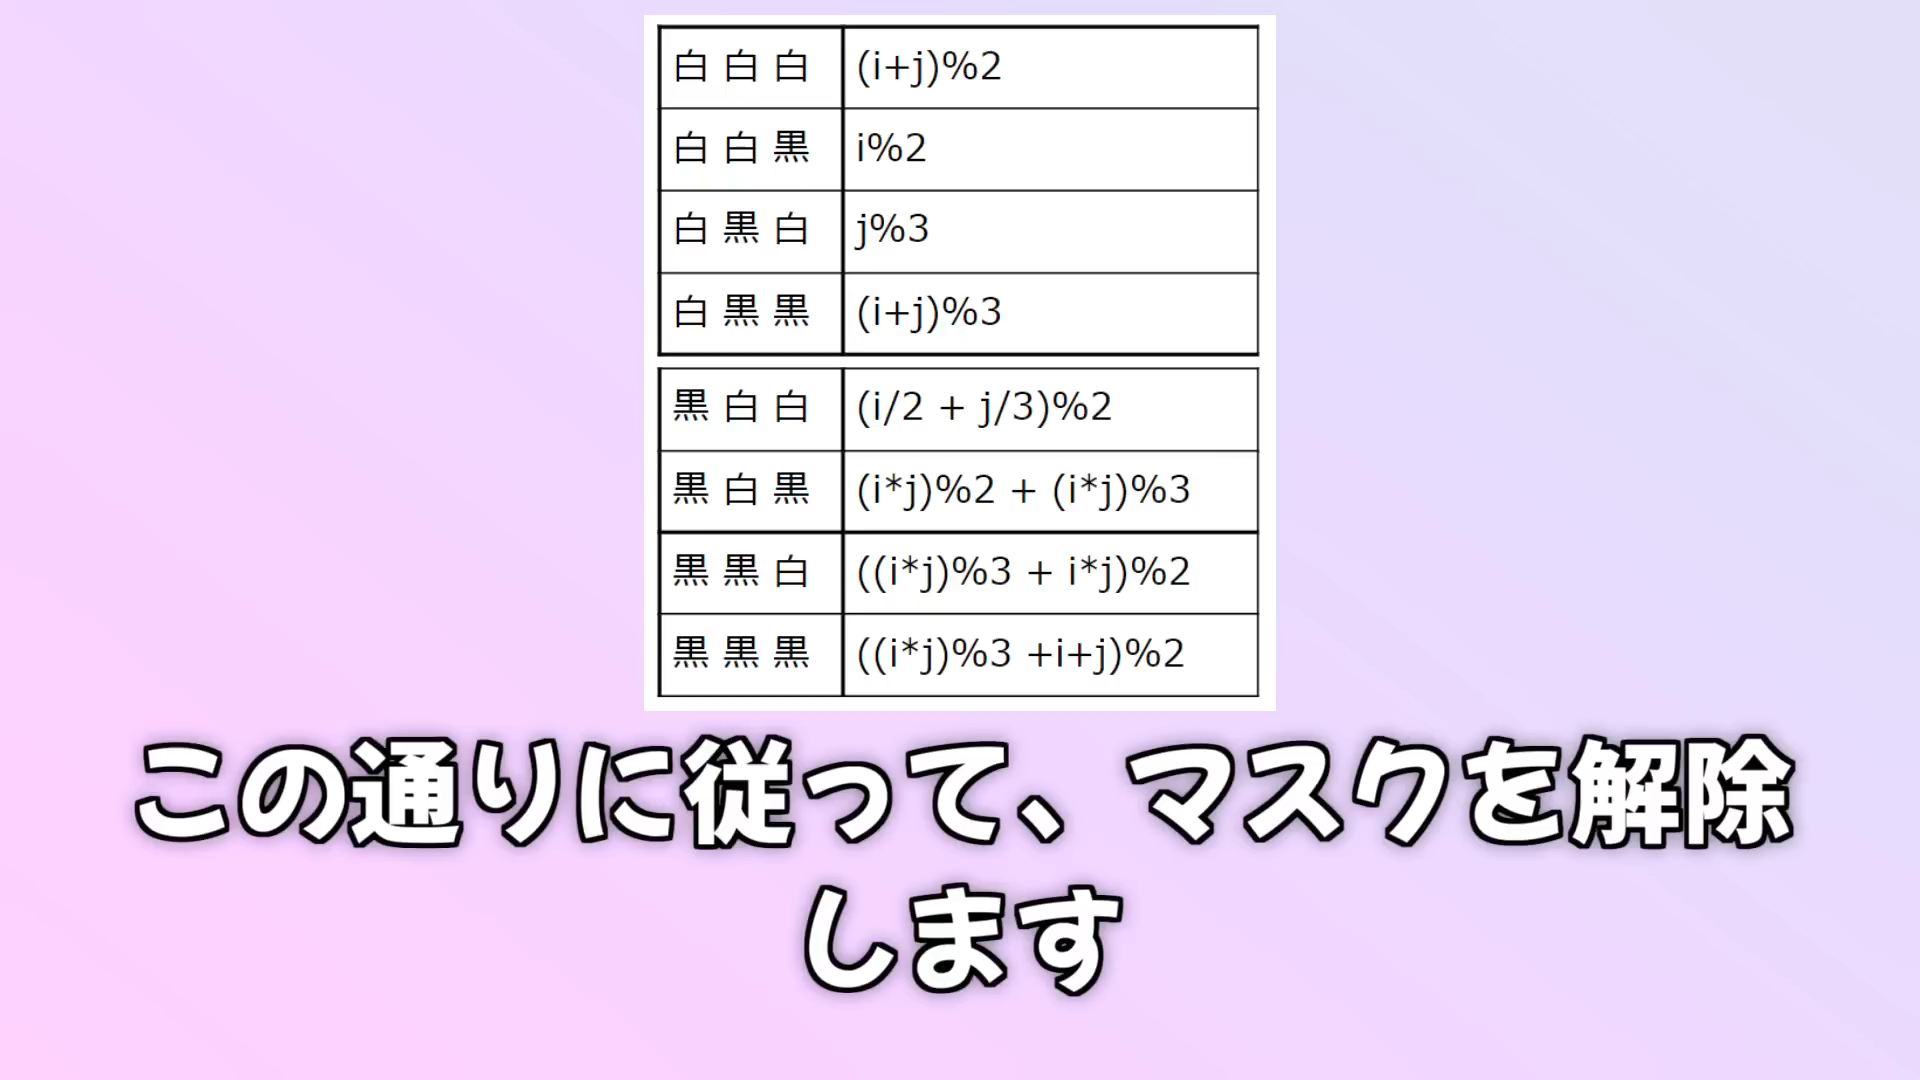 白 白 白 (i+j)%2
白 白 黒 i%2
白 黒 白 j%3
白 黒 黒 (i+j)%3
黒 白 白 (i/2 + j/3)%2
黒 白 黒 (i*j)%2 + (i*j)%3
黒 黒 白 ((i*j)%3 + i*j)%2
黒 黒 黒 ((i*j)%3 +i+j)%2
この通りに従って、マスクを解除
します